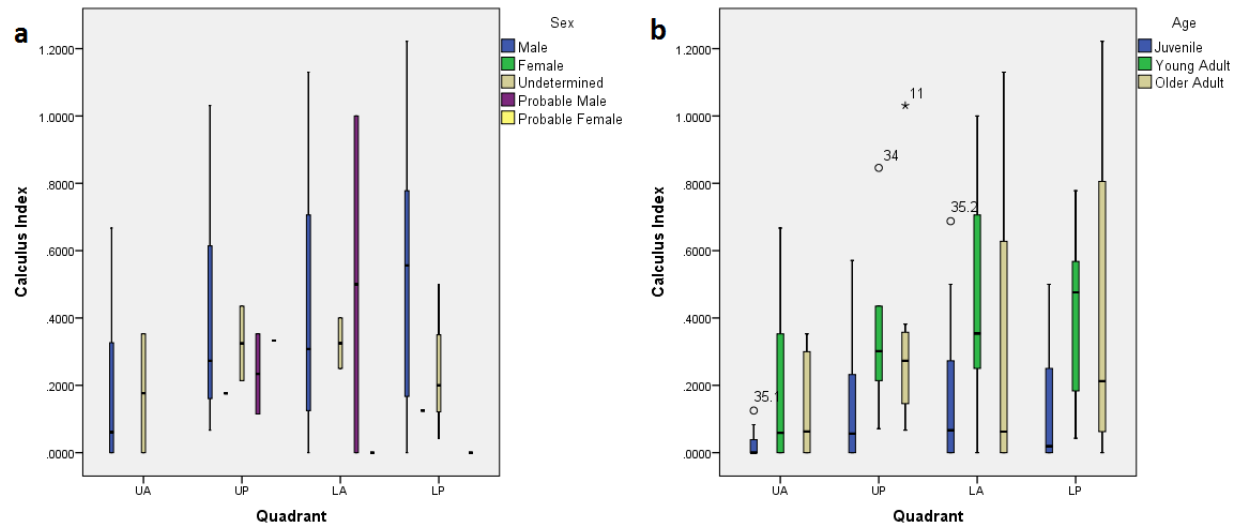 a
Sex
Male
Female
Undetermined
Probable Male
Probable Female
Calculus Index
1.2000
1.0000
.8000
.6000
.4000
.2000
.0000
UA UP LA LP
Quadrant
b
Age
Juvenile
Young Adult
Older Adult
Calculus Index
1.2000
1.0000
.8000
.6000
.4000
.2000
.0000
11
34
35.2
35.1
UA UP LA LP
Quadrant